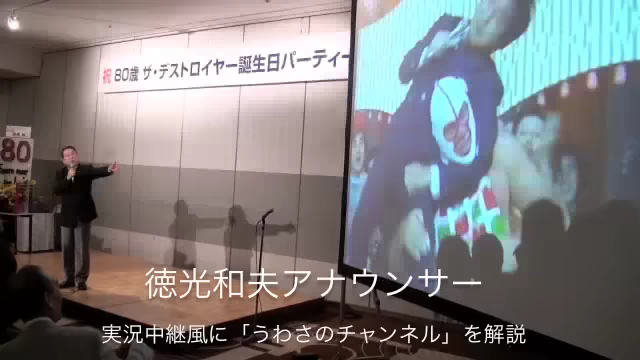 祝 80歳 ザ・デストロイヤー誕生日パーティー
80
徳光和夫アナウンサー
実況中継風に「うわさのチャンネル」を解説